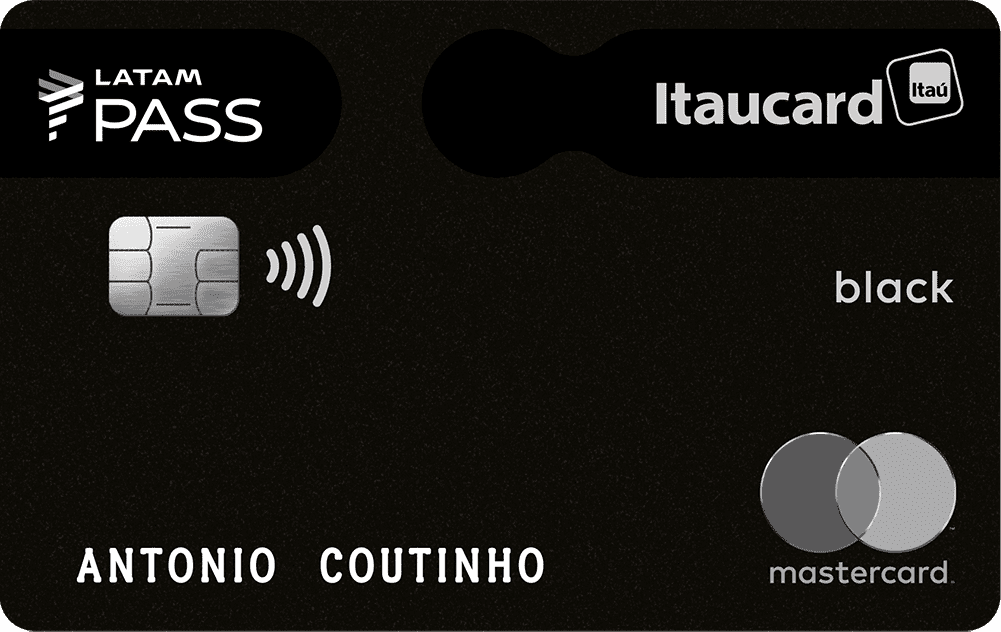 LATAM
PASS
Itaucard
Itaú
black
ANTONIO COUTINHO
mastercard